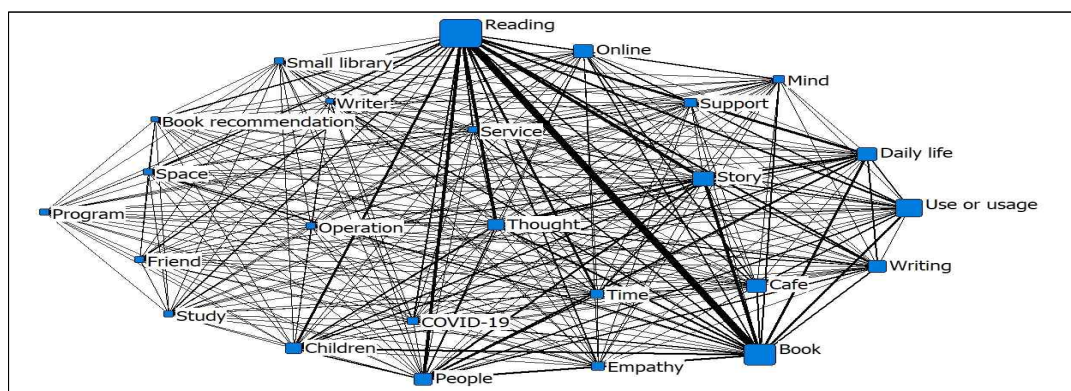 Reading
Online
Small library
Mind
Writer
Support
Book recommendation
Service
Daily life
Space
Story
Program
Use or usage
Operation
Thought
Friend
Writing
Cafe
Time
Study
COVID-19
Children
Book
Empathy
People